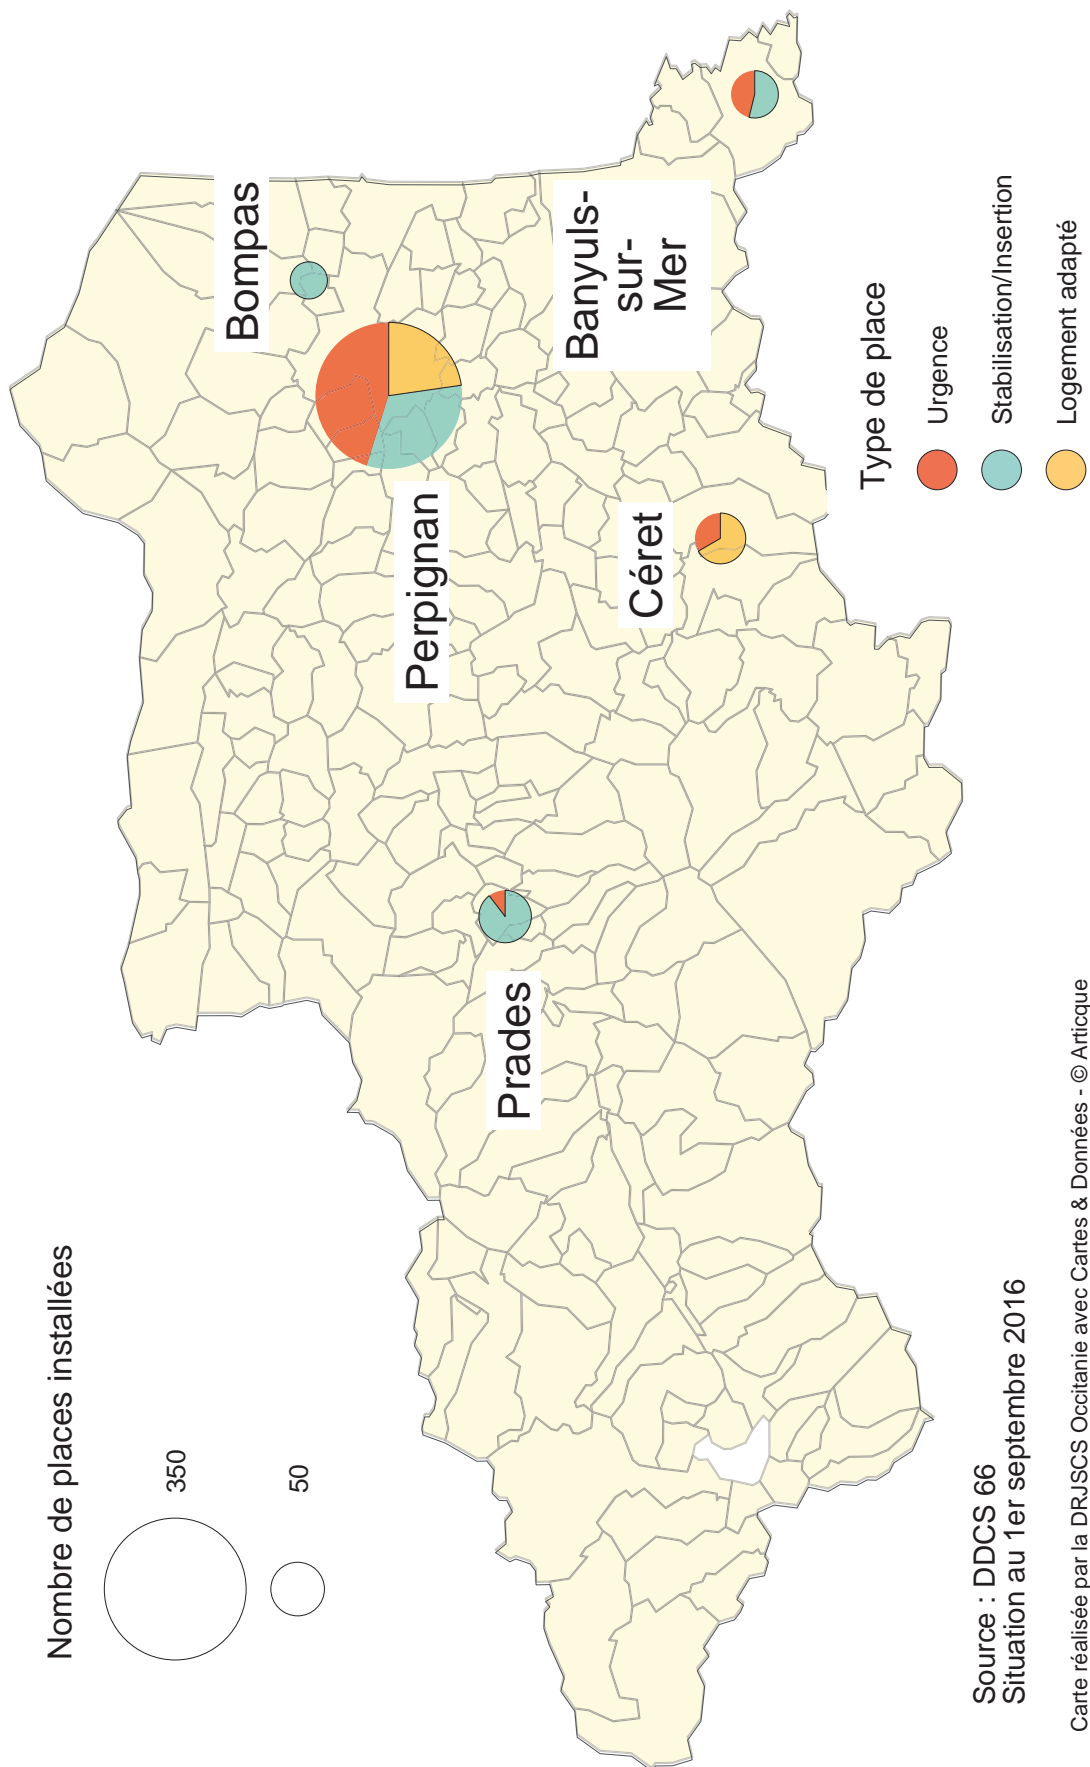 Nombre de places installées
350
50
Bompas
Perpignan
Prades
Céret
Banyuls-
sur-
Mer
Type de place
Urgence
Stabilisation/Insertion
Logement adapté
Source : DDCS 66
Situation au 1er septembre 2016
Carte réalisée par la DRJSCS Occitanie avec Cartes & Données - © Articque